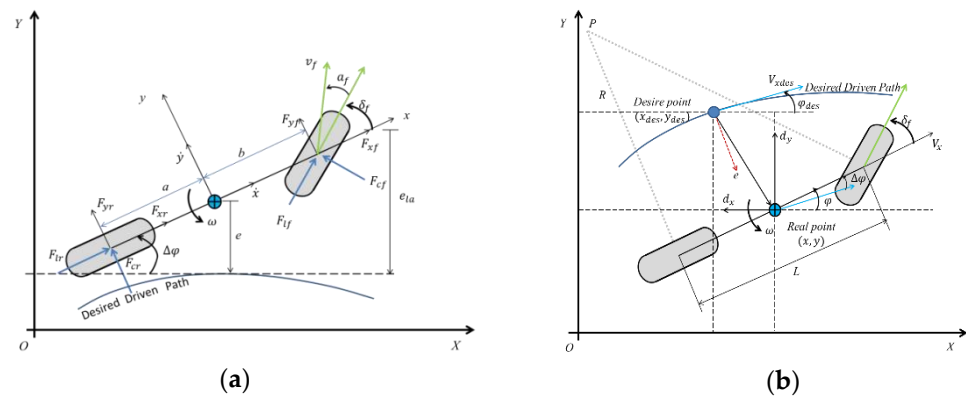 Y
v_f
a_f
δ_f
y
x
F_yf
F_xf
ẏ
b
F_cf
a
ẋ
F_yr
F_xr
ω
F_lf
e_la
e
F_lr
F_cr
Δφ
Desired Driven Path
O
X
(a)
Y
P
V_xdes
Desired Driven Path
R
Desire point
(x_des, y_des)
φ_des
d_y
δ_f
V_x
e
Δφ
d_x
φ
ω
Real point
(x, y)
L
O
X
(b)